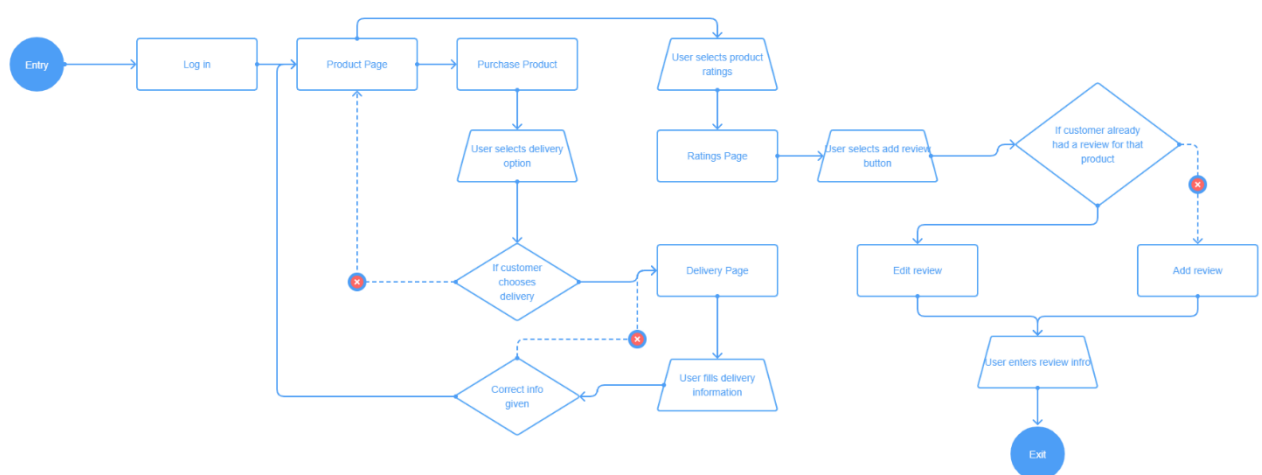 Entry
Log in
Product Page
Purchase Product
User selects product
ratings
User selects delivery
option
Ratings Page
User selects add review
button
If customer already
had a review for that
product
If customer
chooses
delivery
Delivery Page
Edit review
Add review
Correct info
given
User fills delivery
information
User enters review infro
Exit